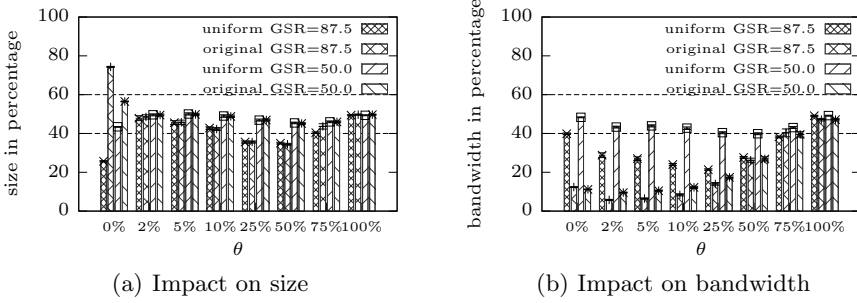 size in percentage
100
80
60
40
20
0
uniform GSR=87.5
original GSR=87.5
uniform GSR=50.0
original GSR=50.0
0% 2% 5% 10% 25% 50% 75%100%
θ
(a) Impact on size
bandwidth in percentage
100
80
60
40
20
0
uniform GSR=87.5
original GSR=87.5
uniform GSR=50.0
original GSR=50.0
0% 2% 5% 10% 25% 50% 75%100%
θ
(b) Impact on bandwidth